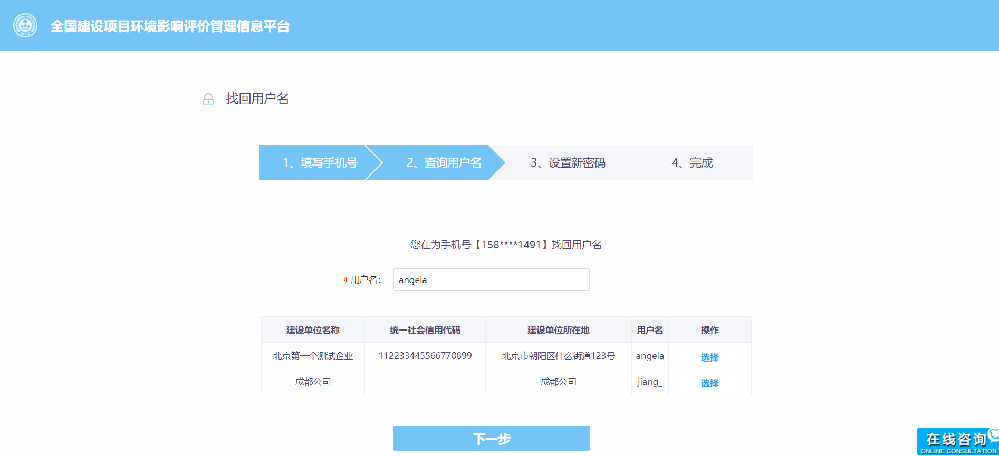 全国建设项目环境影响评价管理信息平台
找回用户名
1、填写手机号 2、查询用户名 3、设置新密码 4、完成
您在为手机号【158****1491】找回用户名
*用户名： angela
建设单位名称 统一社会信用代码 建设单位所在地 用户名 操作
北京第一个测试企业 112233445566778899 北京市朝阳区什么街道123号 angela 选择
成都公司 成都公司 jiang_ 选择
下一步
在线咨询
ONLINE CONSULTATION